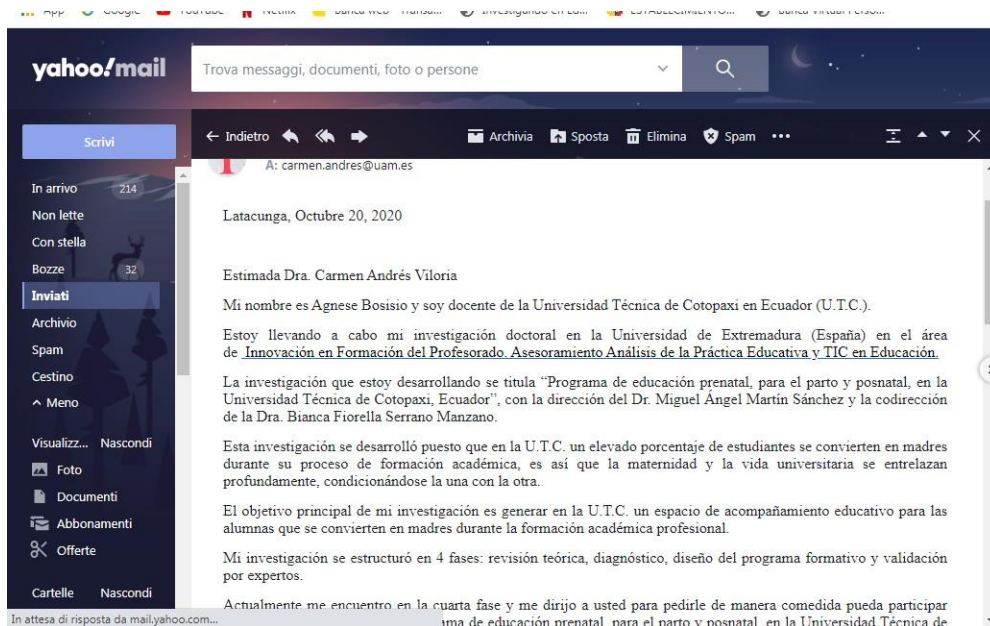 App Google YouTube Netflix Banca Web - Transa... Investigando en Ed... ESTABLECIMIENTO... Banca Virtual Perso...
yahoo!mail
Trova messaggi, documenti, foto o persone
Scrivi
Indietro Archivia Sposta Elimina Spam
In arrivo 214
Non lette
Con stella
Bozze 32
Inviati
Archivio
Spam
Cestino
Meno
Visualizz... Nascondi
Foto
Documenti
Abbonamenti
Offerte
Cartelle Nascondi
In attesa di risposta da mail.yahoo.com...
A: carmen.andres@uam.es
Latacunga, Octubre 20, 2020
Estimada Dra. Carmen Andrés Viloria
Mi nombre es Agnese Bosisio y soy docente de la Universidad Técnica de Cotopaxi en Ecuador (U.T.C.).
Estoy llevando a cabo mi investigación doctoral en la Universidad de Extremadura (España) en el área
de Innovación en Formación del Profesorado. Asesoramiento Análisis de la Práctica Educativa y TIC en Educación.
La investigación que estoy desarrollando se titula “Programa de educación prenatal, para el parto y posnatal, en la
Universidad Técnica de Cotopaxi, Ecuador”, con la dirección del Dr. Miguel Ángel Martín Sánchez y la codirección
de la Dra. Bianca Fiorella Serrano Manzano.
Esta investigación se desarrolló puesto que en la U.T.C. un elevado porcentaje de estudiantes se convierten en madres
durante su proceso de formación académica, es así que la maternidad y la vida universitaria se entrelazan
profundamente, condicionándose la una con la otra.
El objetivo principal de mi investigación es generar en la U.T.C. un espacio de acompañamiento educativo para las
alumnas que se convierten en madres durante la formación académica profesional.
Mi investigación se estructuró en 4 fases: revisión teórica, diagnóstico, diseño del programa formativo y validación
por expertos.
Actualmente me encuentro en la cuarta fase y me dirijo a usted para pedirle de manera comedida pueda participar
de educación prenatal, para el parto y posnatal, en la Universidad Técnica de